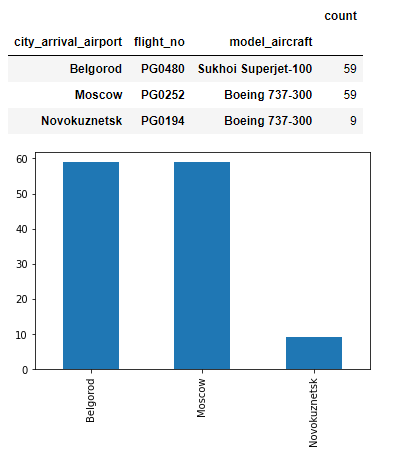 count
city_arrival_airport flight_no model_aircraft
Belgorod PG0480 Sukhoi Superjet-100 59
Moscow PG0252 Boeing 737-300 59
Novokuznetsk PG0194 Boeing 737-300 9
60
50
40
30
20
10
0
Belgorod
Moscow
Novokuznetsk